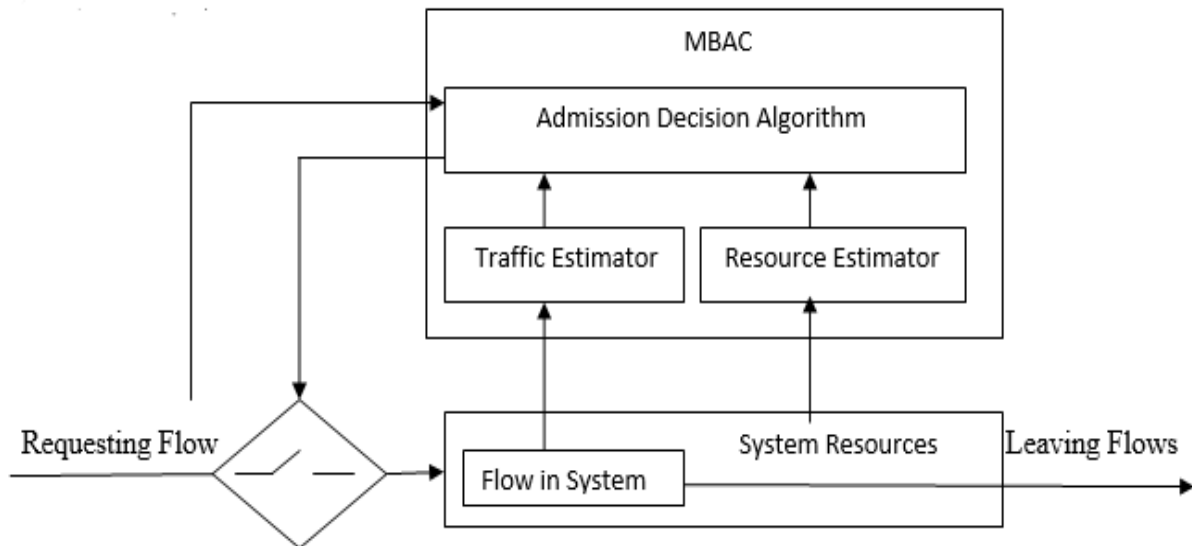 MBAC
Admission Decision Algorithm
Traffic Estimator
Resource Estimator
Requesting Flow
System Resources
Leaving Flows
Flow in System